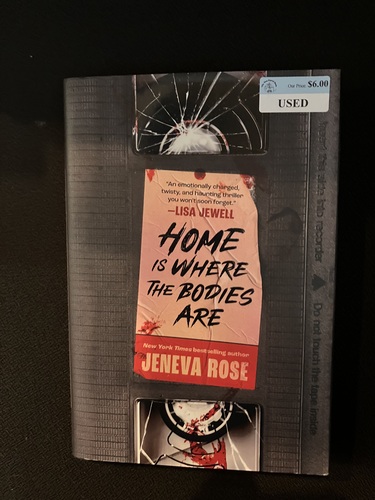 Our Price: $6.00
USED
"An emotionally charged,
twisty, and haunting thriller
you won't soon forget."
—LISA JEWELL
HOME
IS WHERE
THE BODIES
ARE
New York Times bestselling author
JENEVA ROSE
recorder
Do not touch the tape inside